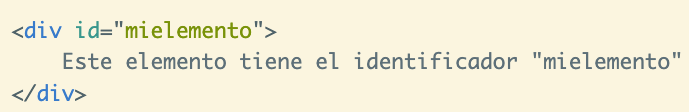 <div id="mielemento">
    Este elemento tiene el identificador "mielemento"
</div>